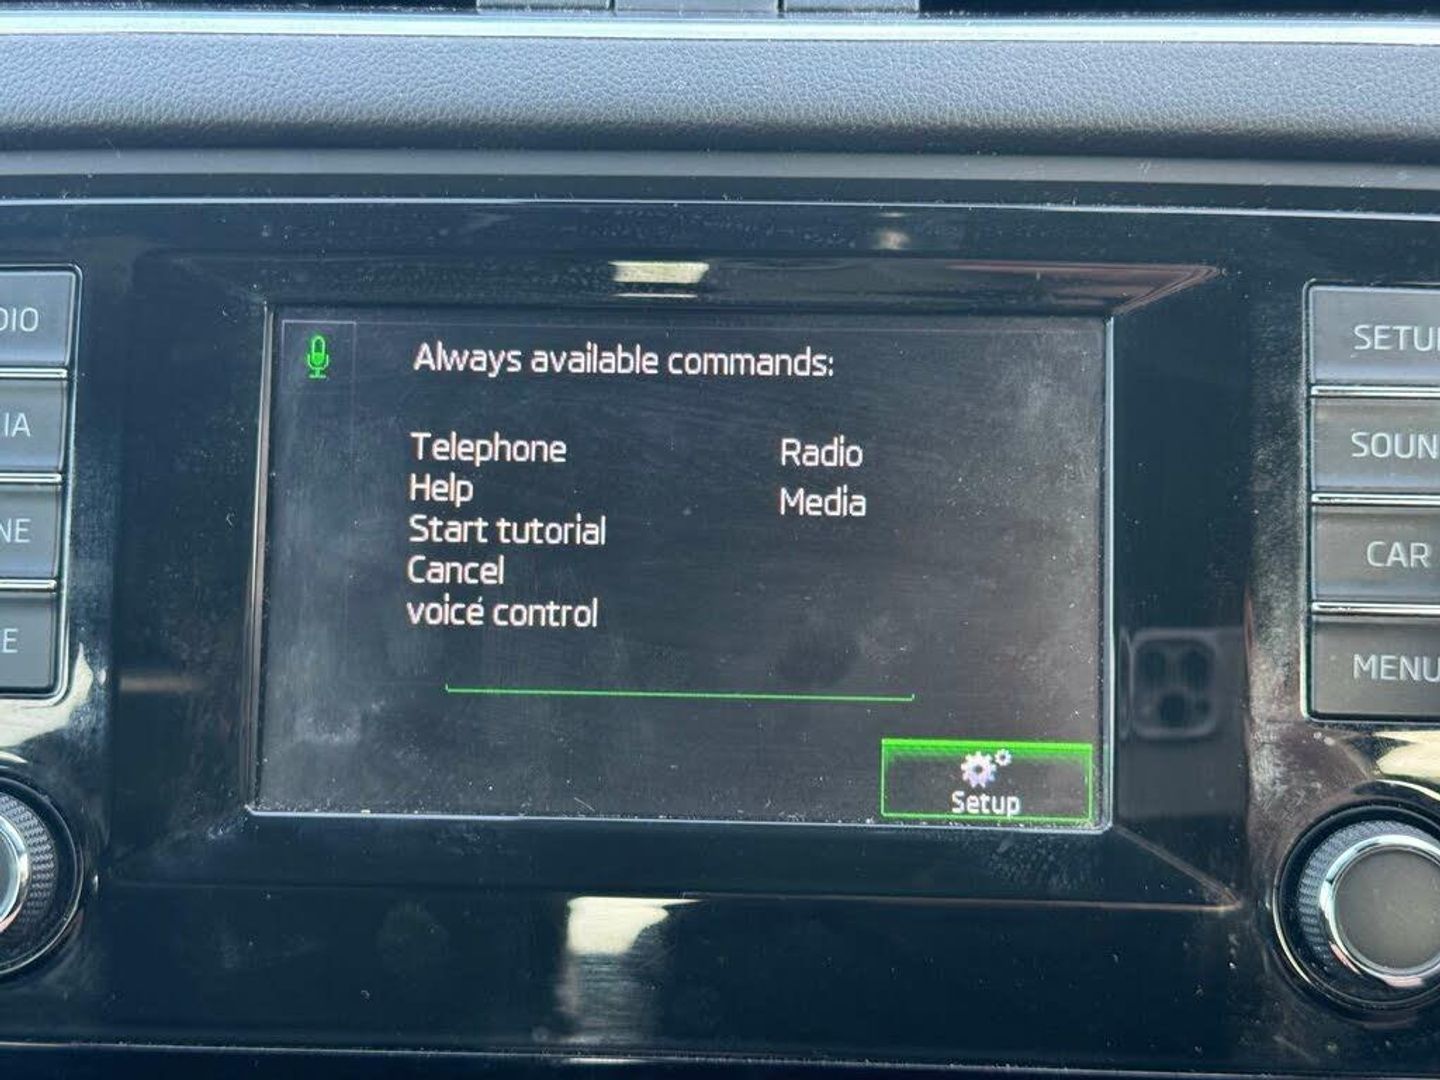 Always available commands:
Telephone
Help
Start tutorial
Cancel
voice control
Radio
Media
Setup
DIO
IA
NE
E
SETU
SOUN
CAR
MENU